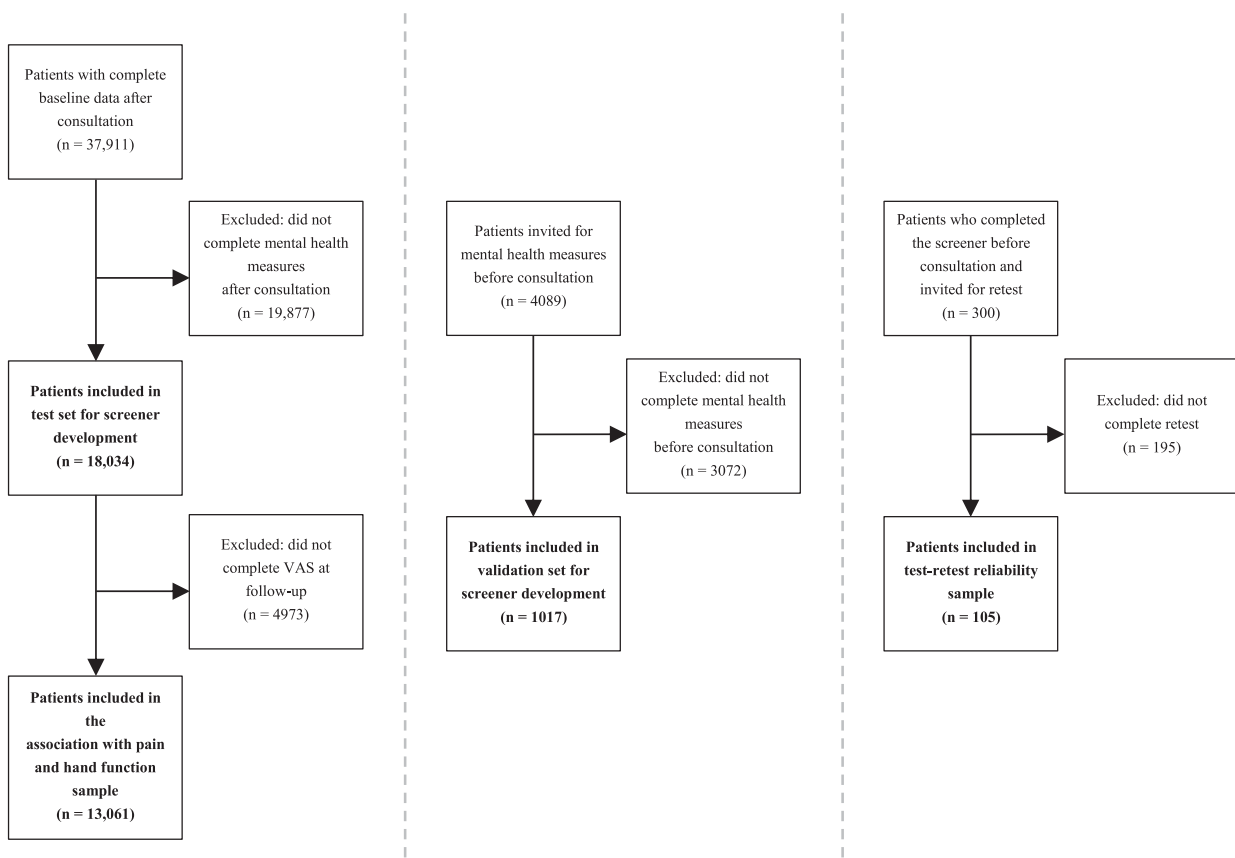 Patients with complete
baseline data after
consultation
(n = 37,911)
Excluded: did not
complete mental health
measures
after consultation
(n = 19,877)
Patients included in
test set for screener
development
(n = 18,034)
Excluded: did not
complete VAS at
follow-up
(n = 4973)
Patients included in
the
association with pain
and hand function
sample
(n = 13,061)
Patients invited for
mental health measures
before consultation
(n = 4089)
Excluded: did not
complete mental health
measures
before consultation
(n = 3072)
Patients included in
validation set for
screener development
(n = 1017)
Patients who completed
the screener before
consultation and
invited for retest
(n = 300)
Excluded: did not
complete retest
(n = 195)
Patients included in
test-retest reliability
sample
(n = 105)